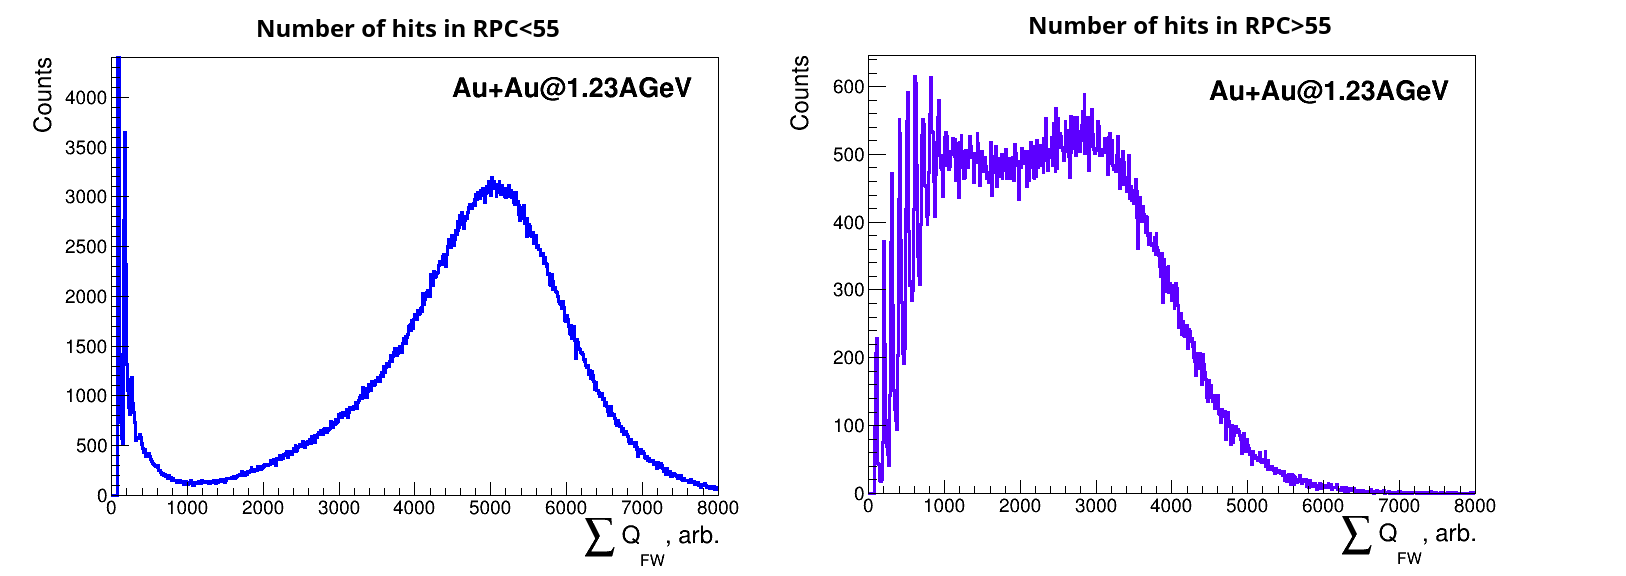 Number of hits in RPC<55
Counts
Au+Au@1.23AGeV
4000
3500
3000
2500
2000
1500
1000
500
0
0 1000 2000 3000 4000 5000 6000 7000 8000
∑ Q_FW, arb.
Number of hits in RPC>55
Counts
Au+Au@1.23AGeV
600
500
400
300
200
100
0
0 1000 2000 3000 4000 5000 6000 7000 8000
∑ Q_FW, arb.